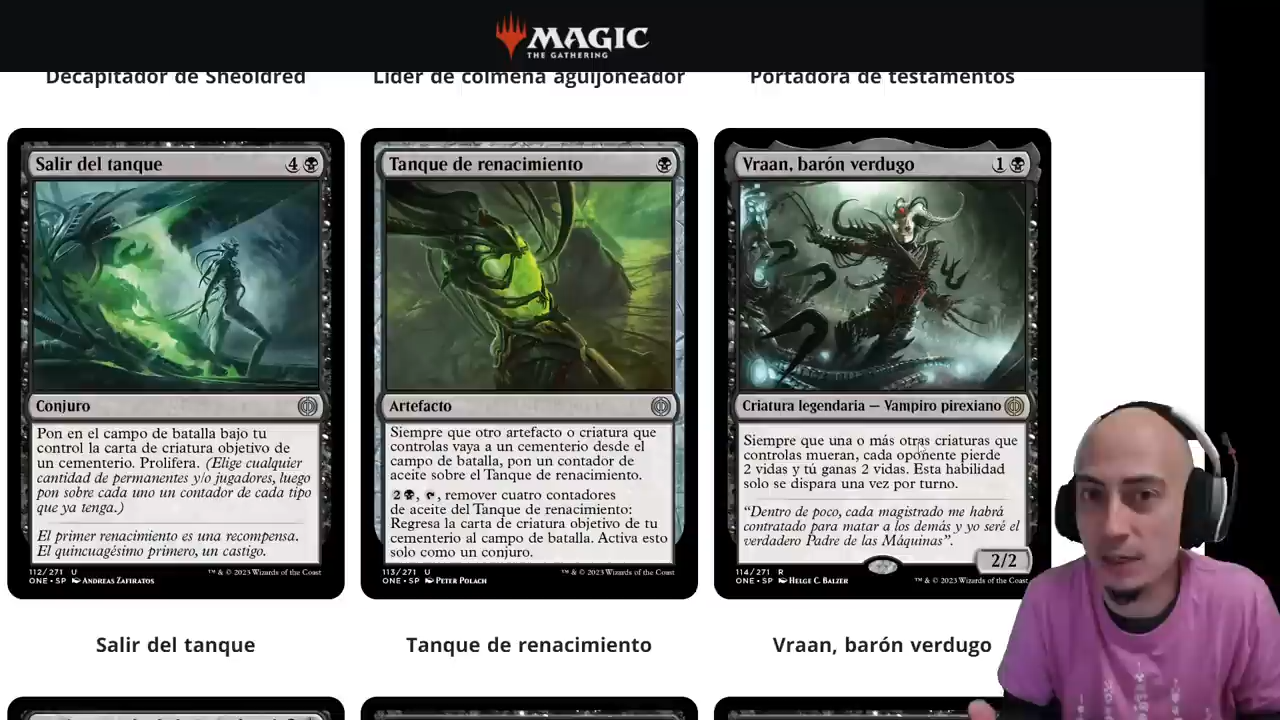 MAGIC
THE GATHERING
Decapitador de Sheoldred
Líder de colmena aguijoneador
Portadora de testamentos
Salir del tanque
4
Conjuro
Pon en el campo de batalla bajo tu
control la carta de criatura objetivo de
un cementerio. Prolifera. (Elige cualquier
cantidad de permanentes y/o jugadores, luego
pon sobre cada uno un contador de cada tipo
que ya tenga.)
El primer renacimiento es una recompensa.
El quincuagésimo primero, un castigo.
112/271 U
ONE • SP Andreas Zafiratos
™ & © 2023 Wizards of the Coast
Tanque de renacimiento
Artefacto
Siempre que otro artefacto o criatura que
controlas vaya a un cementerio desde el
campo de batalla, pon un contador de
aceite sobre el Tanque de renacimiento.
2, , remover cuatro contadores
de aceite del Tanque de renacimiento:
Regresa la carta de criatura objetivo de tu
cementerio al campo de batalla. Activa esto
solo como un conjuro.
113/271 U
ONE • SP Peter Polach
™ & © 2023 Wizards of the Coast
Vraan, barón verdugo
1
Criatura legendaria — Vampiro pirexiano
Siempre que una o más otras criaturas que
controlas mueran, cada oponente pierde
2 vidas y tú ganas 2 vidas. Esta habilidad
solo se dispara una vez por turno.
“Dentro de poco, cada magistrado me habrá
contratado para matar a los demás y yo seré el
verdadero Padre de las Máquinas”.
2/2
114/271 R
ONE • SP Helge C. Balzer
™ & © 2023 Wizards of the Coast
Salir del tanque
Tanque de renacimiento
Vraan, barón verdugo